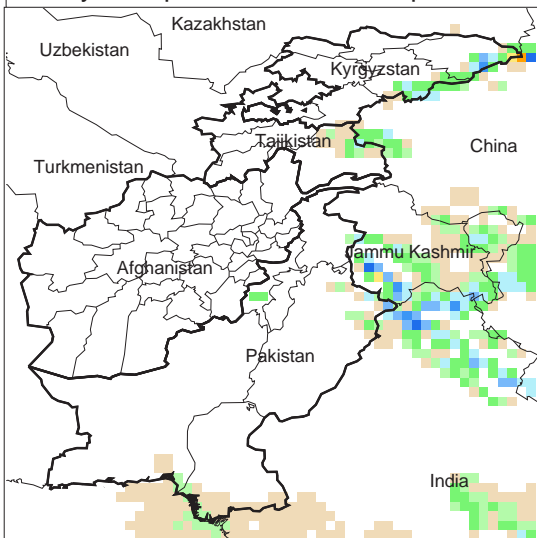 Kazakhstan
Uzbekistan
Kyrgyzstan
Tajikistan
China
Turkmenistan
Jammu Kashmir
Afghanistan
Pakistan
India